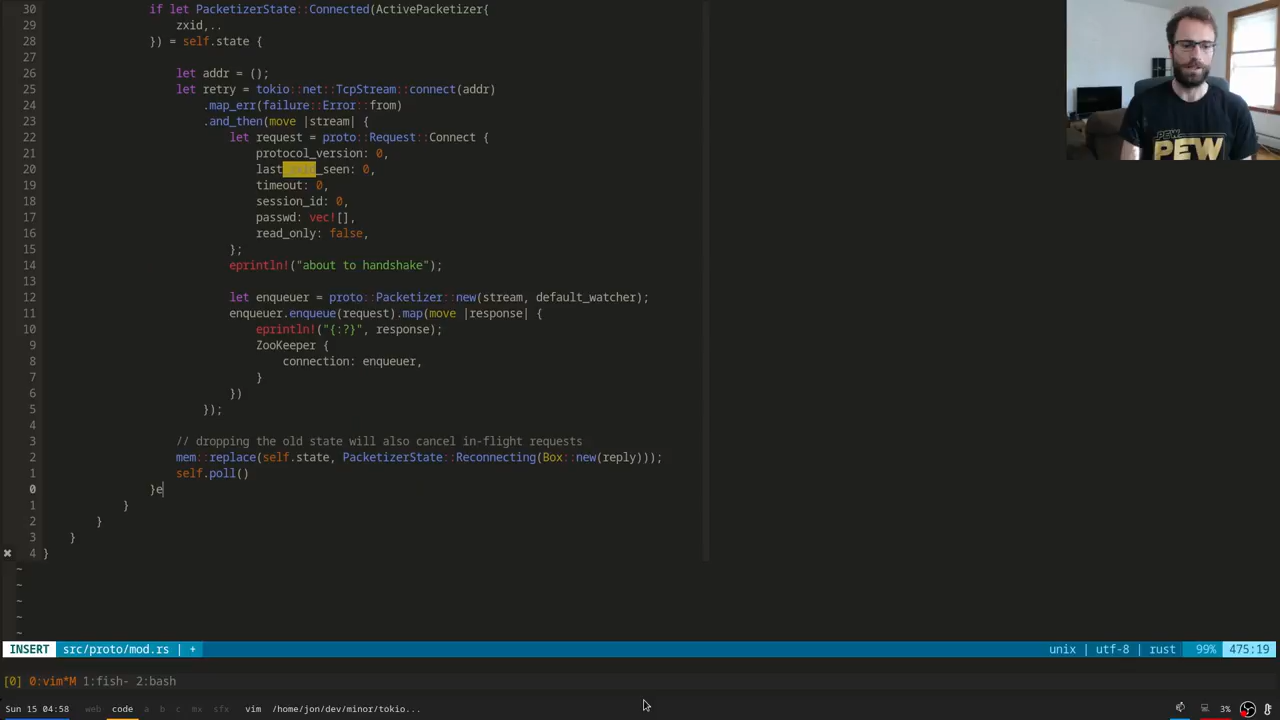 30 if let PacketizerState::Connected(ActivePacketizer{
29 zxid,..
28 }) = self.state {
27
26 let addr = ();
25 let retry = tokio::net::TcpStream::connect(addr)
24 .map_err(failure::Error::from)
23 .and_then(move |stream| {
22 let request = proto::Request::Connect {
21 protocol_version: 0,
20 last_seen: 0,
19 timeout: 0,
18 session_id: 0,
17 passwd: vec![],
16 read_only: false,
15 };
14 eprintln!("about to handshake");
13
12 let enqueuer = proto::Packetizer::new(stream, default_watcher);
11 enqueuer.enqueue(request).map(move |response| {
10 eprintln!("{:?}", response);
9 ZooKeeper {
8 connection: enqueuer,
7 }
6 })
5 });
4
3 // dropping the old state will also cancel in-flight requests
2 mem::replace(self.state, PacketizerState::Reconnecting(Box::new(reply)));
1 self.poll()
0 }e
1 }
2 }
3 }
✖ 4 }
~
~
~
~
~
INSERT src/proto/mod.rs | + unix | utf-8 | rust 99% 475:19
[0] 0:vim*M 1:fish- 2:bash
Sun 15 04:58 web code a b c mx sfx vim /home/jon/dev/minor/tokio... 3%
PEW
PEW